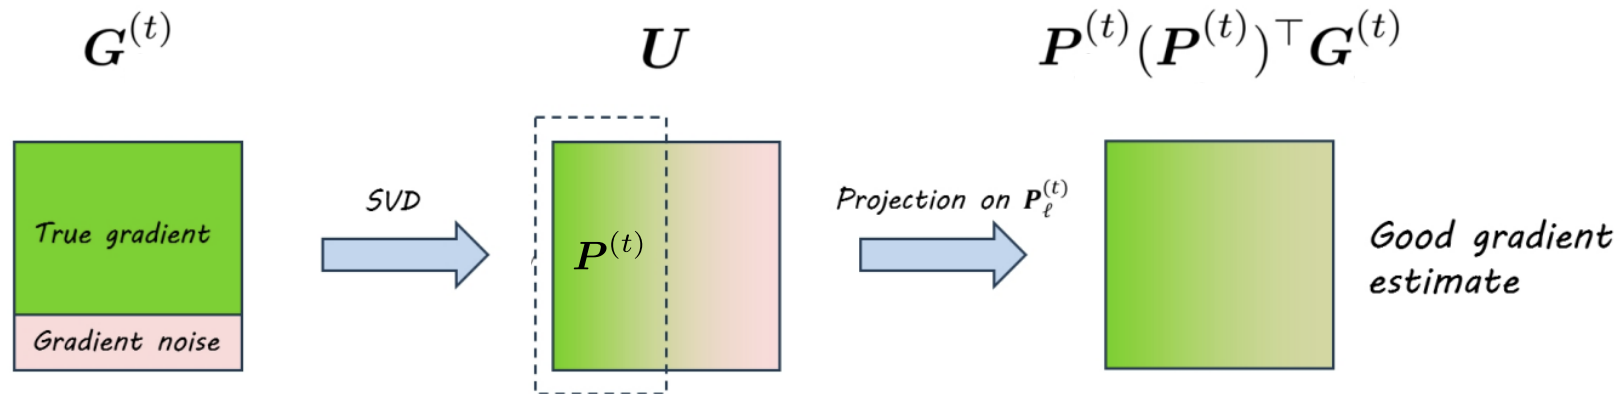 G^{(t)}
U
P^{(t)}(P^{(t)})^⊤G^{(t)}
True gradient
Gradient noise
SVD
P^{(t)}
Projection on P_ℓ^{(t)}
Good gradient
estimate